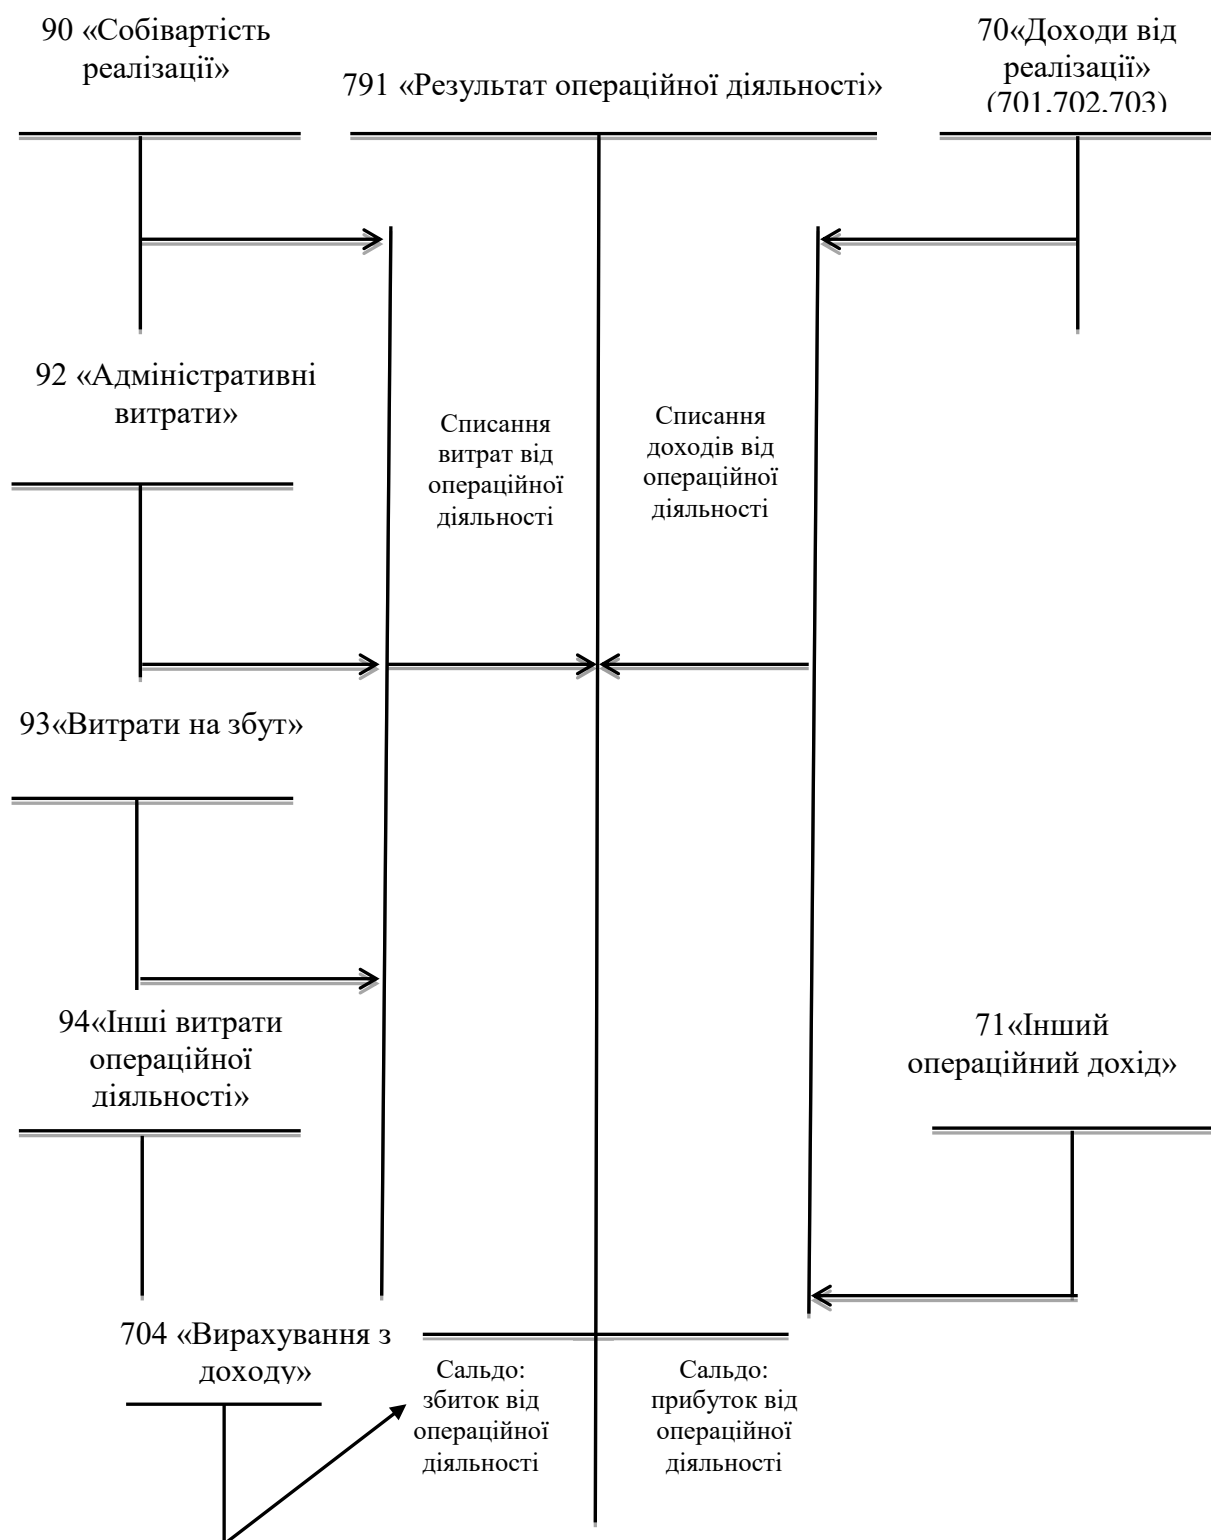 90 «Собівартість
реалізації»
791 «Результат операційної діяльності»
70«Доходи від
реалізації»
(701,702,703)
92 «Адміністративні
витрати»
Списання
витрат від
операційної
діяльності
Списання
доходів від
операційної
діяльності
93«Витрати на збут»
94«Інші витрати
операційної
діяльності»
71«Інший
операційний дохід»
704 «Вирахування з
доходу»
Сальдо:
збиток від
операційної
діяльності
Сальдо:
прибуток від
операційної
діяльності